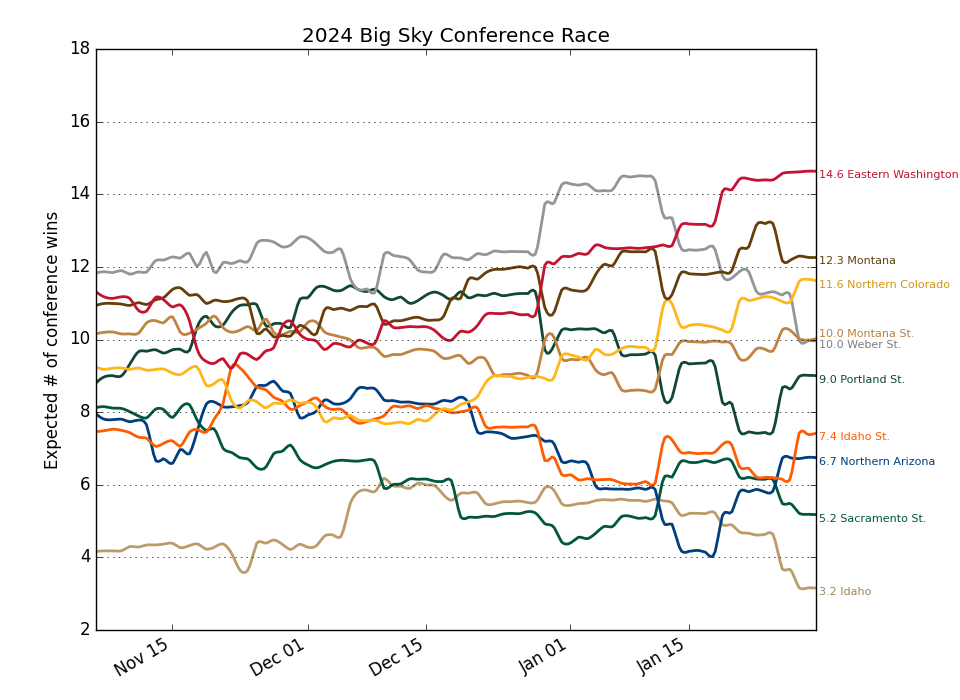 2024 Big Sky Conference Race
Expected # of conference wins
18
16
14
12
10
8
6
4
2
Nov 15
Dec 01
Dec 15
Jan 01
Jan 15
14.6 Eastern Washington
12.3 Montana
11.6 Northern Colorado
10.0 Montana St.
10.0 Weber St.
9.0 Portland St.
7.4 Idaho St.
6.7 Northern Arizona
5.2 Sacramento St.
3.2 Idaho